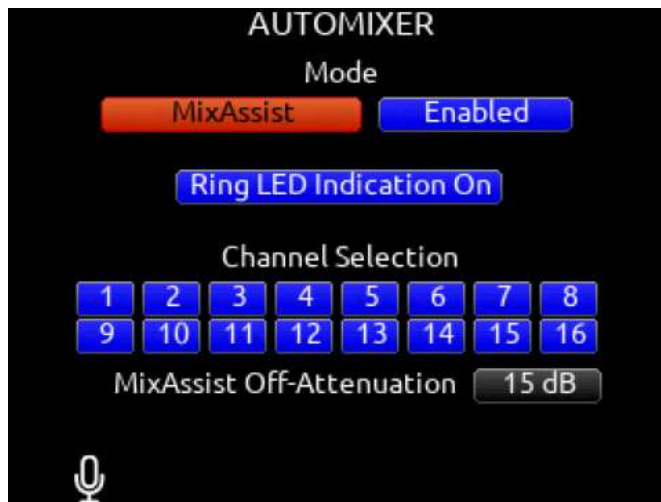 AUTOMIXER
Mode
MixAssist Enabled
Ring LED Indication On
Channel Selection
1 2 3 4 5 6 7 8
9 10 11 12 13 14 15 16
MixAssist Off-Attenuation 15 dB